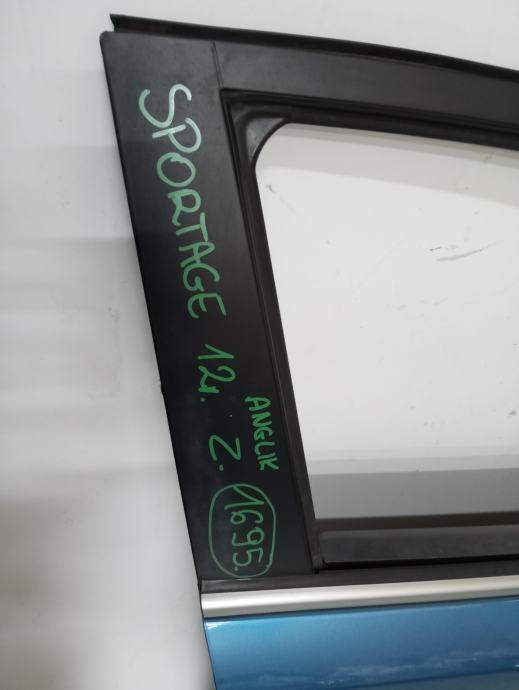 SPORTAGE 12r.
ANGLIK
Z. 1695.